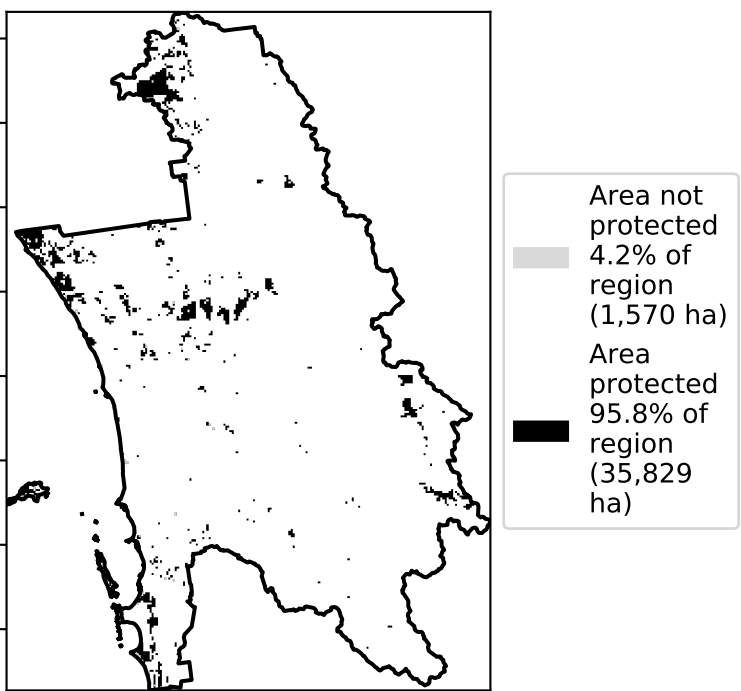 Area not
protected
4.2% of
region
(1,570 ha)
Area
protected
95.8% of
region
(35,829
ha)